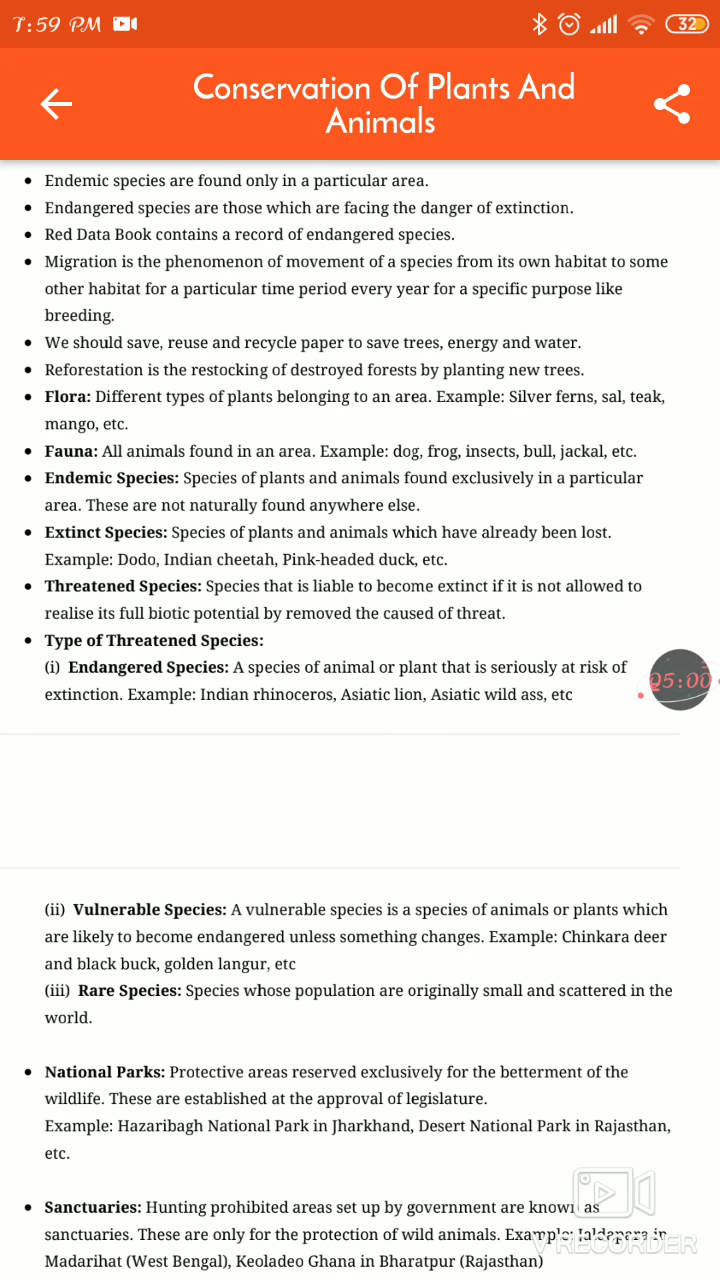 7:59 PM
32
Conservation Of Plants And
Animals
• Endemic species are found only in a particular area.
• Endangered species are those which are facing the danger of extinction.
• Red Data Book contains a record of endangered species.
• Migration is the phenomenon of movement of a species from its own habitat to some
other habitat for a particular time period every year for a specific purpose like
breeding.
• We should save, reuse and recycle paper to save trees, energy and water.
• Reforestation is the restocking of destroyed forests by planting new trees.
• Flora: Different types of plants belonging to an area. Example: Silver ferns, sal, teak,
mango, etc.
• Fauna: All animals found in an area. Example: dog, frog, insects, bull, jackal, etc.
• Endemic Species: Species of plants and animals found exclusively in a particular
area. These are not naturally found anywhere else.
• Extinct Species: Species of plants and animals which have already been lost.
Example: Dodo, Indian cheetah, Pink-headed duck, etc.
• Threatened Species: Species that is liable to become extinct if it is not allowed to
realise its full biotic potential by removed the caused of threat.
• Type of Threatened Species:
(i) Endangered Species: A species of animal or plant that is seriously at risk of
extinction. Example: Indian rhinoceros, Asiatic lion, Asiatic wild ass, etc
05:00
(ii) Vulnerable Species: A vulnerable species is a species of animals or plants which
are likely to become endangered unless something changes. Example: Chinkara deer
and black buck, golden langur, etc
(iii) Rare Species: Species whose population are originally small and scattered in the
world.
• National Parks: Protective areas reserved exclusively for the betterment of the
wildlife. These are established at the approval of legislature.
Example: Hazaribagh National Park in Jharkhand, Desert National Park in Rajasthan,
etc.
• Sanctuaries: Hunting prohibited areas set up by government are known as
sanctuaries. These are only for the protection of wild animals. Example: Jaldapara in
Madarihat (West Bengal), Keoladeo Ghana in Bharatpur (Rajasthan)
V RECORDER